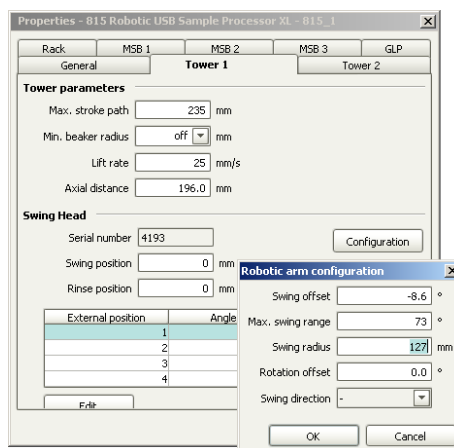 Properties - 815 Robotic USB Sample Processor XL - 815_1
Rack MSB 1 MSB 2 MSB 3 GLP
General Tower 1 Tower 2
Tower parameters
Max. stroke path 235 mm
Min. beaker radius off mm
Lift rate 25 mm/s
Axial distance 196.0 mm
Swing Head
Serial number 4193
Configuration
Swing position 0 mm
Rinse position 0 mm
External position Angle
1
2
3
4
Edit
Robotic arm configuration
Swing offset -8.6 °
Max. swing range 73 °
Swing radius 127 mm
Rotation offset 0.0 °
Swing direction -
OK Cancel